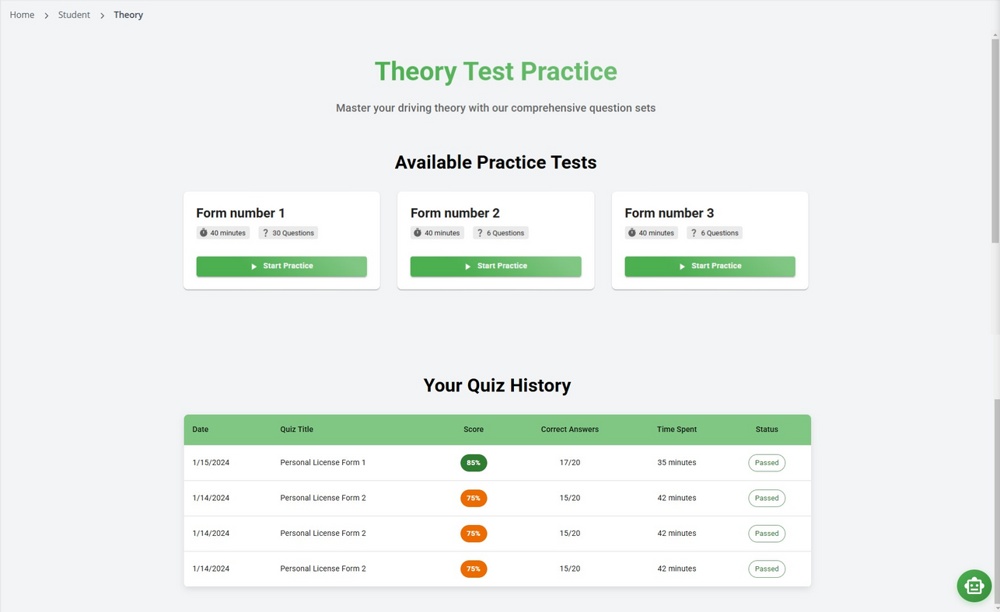 Home > Student > Theory
Theory Test Practice
Master your driving theory with our comprehensive question sets
Available Practice Tests
Form number 1
40 minutes ? 30 Questions
Start Practice
Form number 2
40 minutes ? 6 Questions
Start Practice
Form number 3
40 minutes ? 6 Questions
Start Practice
Your Quiz History
Date Quiz Title Score Correct Answers Time Spent Status
1/15/2024 Personal License Form 1 85% 17/20 35 minutes Passed
1/14/2024 Personal License Form 2 75% 15/20 42 minutes Passed
1/14/2024 Personal License Form 2 75% 15/20 42 minutes Passed
1/14/2024 Personal License Form 2 75% 15/20 42 minutes Passed